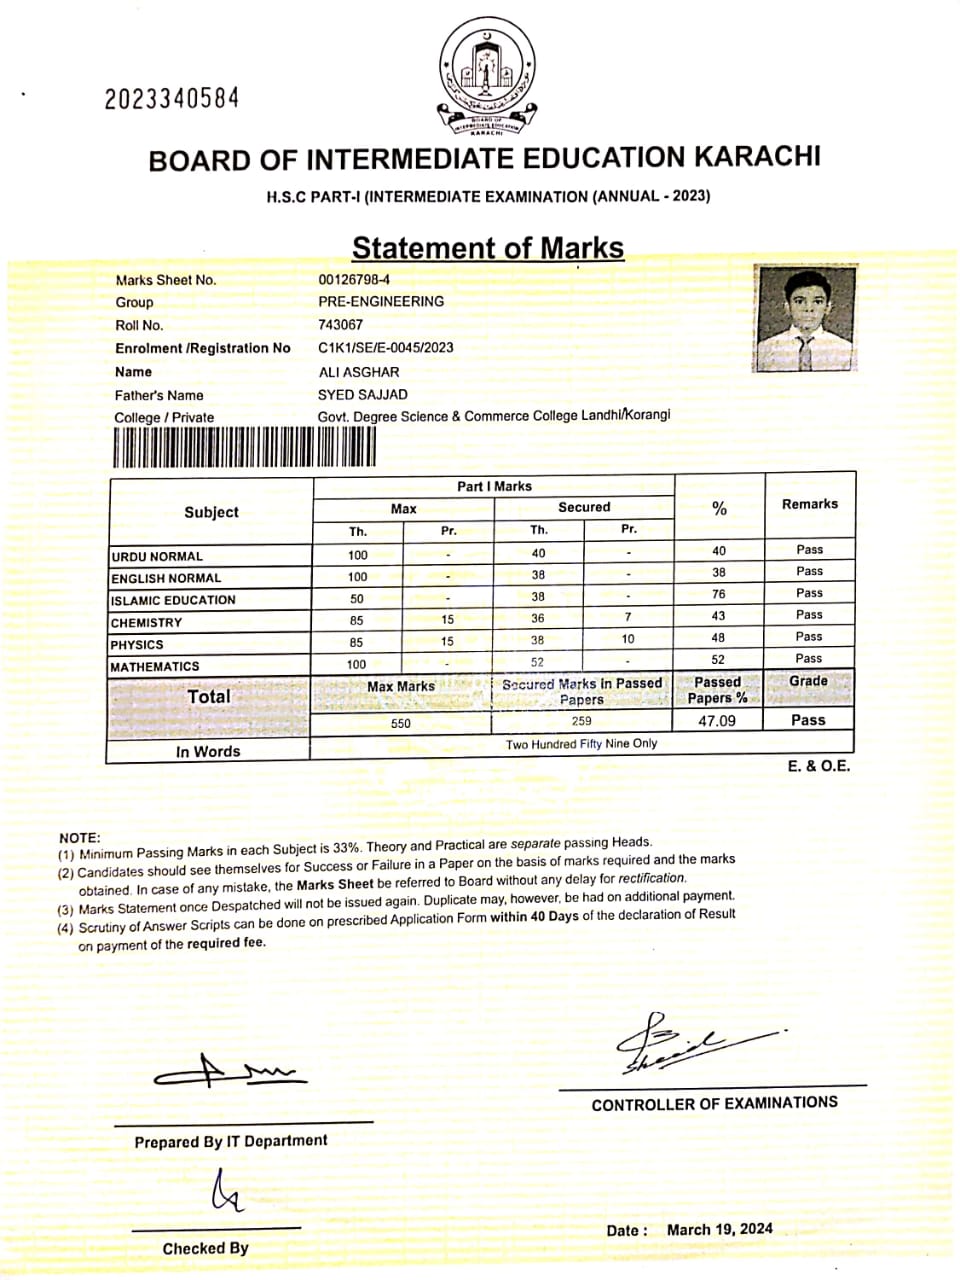 2023340584
BOARD OF
INTERMEDIATE EDUCATION
KARACHI
BOARD OF INTERMEDIATE EDUCATION KARACHI
H.S.C PART-I (INTERMEDIATE EXAMINATION (ANNUAL - 2023)
Statement of Marks
Marks Sheet No. 00126798-4
Group PRE-ENGINEERING
Roll No. 743067
Enrolment /Registration No C1K1/SE/E-0045/2023
Name ALI ASGHAR
Father's Name SYED SAJJAD
College / Private Govt. Degree Science & Commerce College Landhi/Korangi
Subject Part I Marks % Remarks
Max Secured
Th. Pr. Th. Pr.
URDU NORMAL 100 - 40 - 40 Pass
ENGLISH NORMAL 100 - 38 - 38 Pass
ISLAMIC EDUCATION 50 - 38 - 76 Pass
CHEMISTRY 85 15 36 7 43 Pass
PHYSICS 85 15 38 10 48 Pass
MATHEMATICS 100 - 52 - 52 Pass
Total Max Marks Secured Marks in Passed Papers Passed Papers % Grade
550 259 47.09 Pass
In Words Two Hundred Fifty Nine Only
E. & O.E.
NOTE:
(1) Minimum Passing Marks in each Subject is 33%. Theory and Practical are separate passing Heads.
(2) Candidates should see themselves for Success or Failure in a Paper on the basis of marks required and the marks
obtained. In case of any mistake, the Marks Sheet be referred to Board without any delay for rectification.
(3) Marks Statement once Despatched will not be issued again. Duplicate may, however, be had on additional payment.
(4) Scrutiny of Answer Scripts can be done on prescribed Application Form within 40 Days of the declaration of Result
on payment of the required fee.
CONTROLLER OF EXAMINATIONS
Prepared By IT Department
Checked By
Date : March 19, 2024